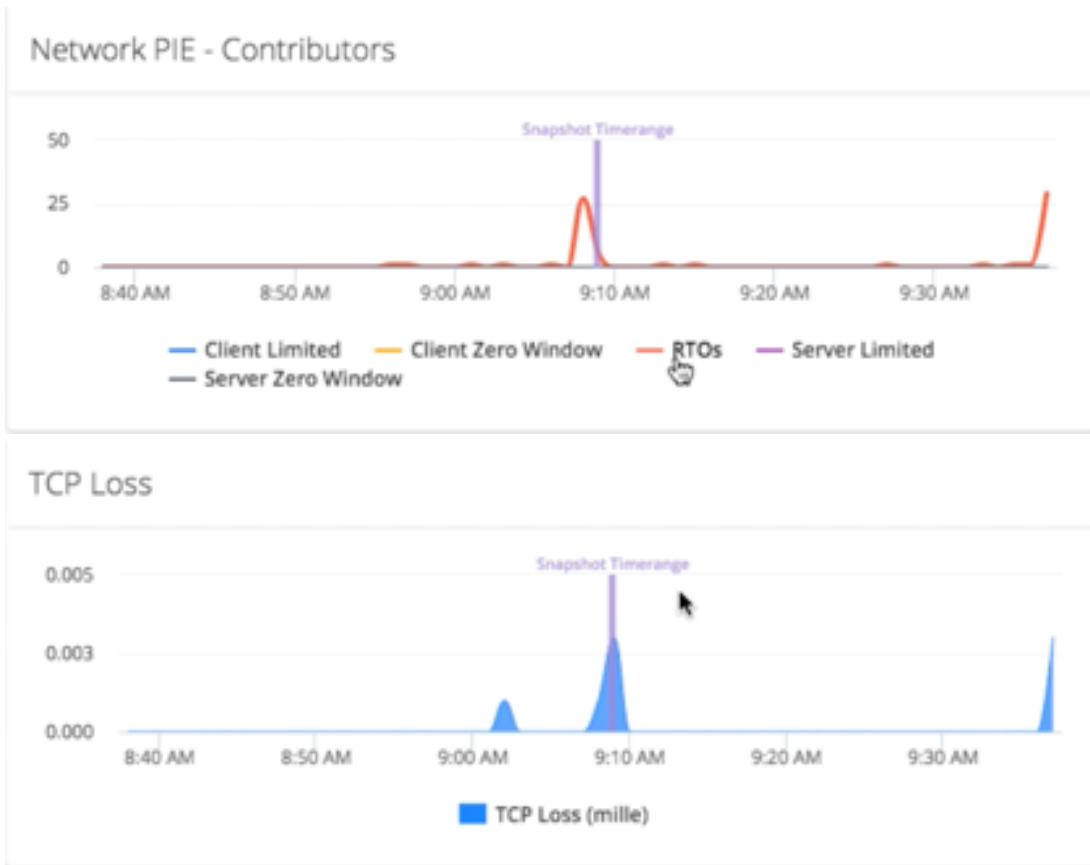 Network PIE - Contributors
Snapshot Timerange
50
25
0
8:40 AM 8:50 AM 9:00 AM 9:10 AM 9:20 AM 9:30 AM
Client Limited Client Zero Window RTOs Server Limited
Server Zero Window
TCP Loss
Snapshot Timerange
0.005
0.003
0.000
8:40 AM 8:50 AM 9:00 AM 9:10 AM 9:20 AM 9:30 AM
TCP Loss (mille)